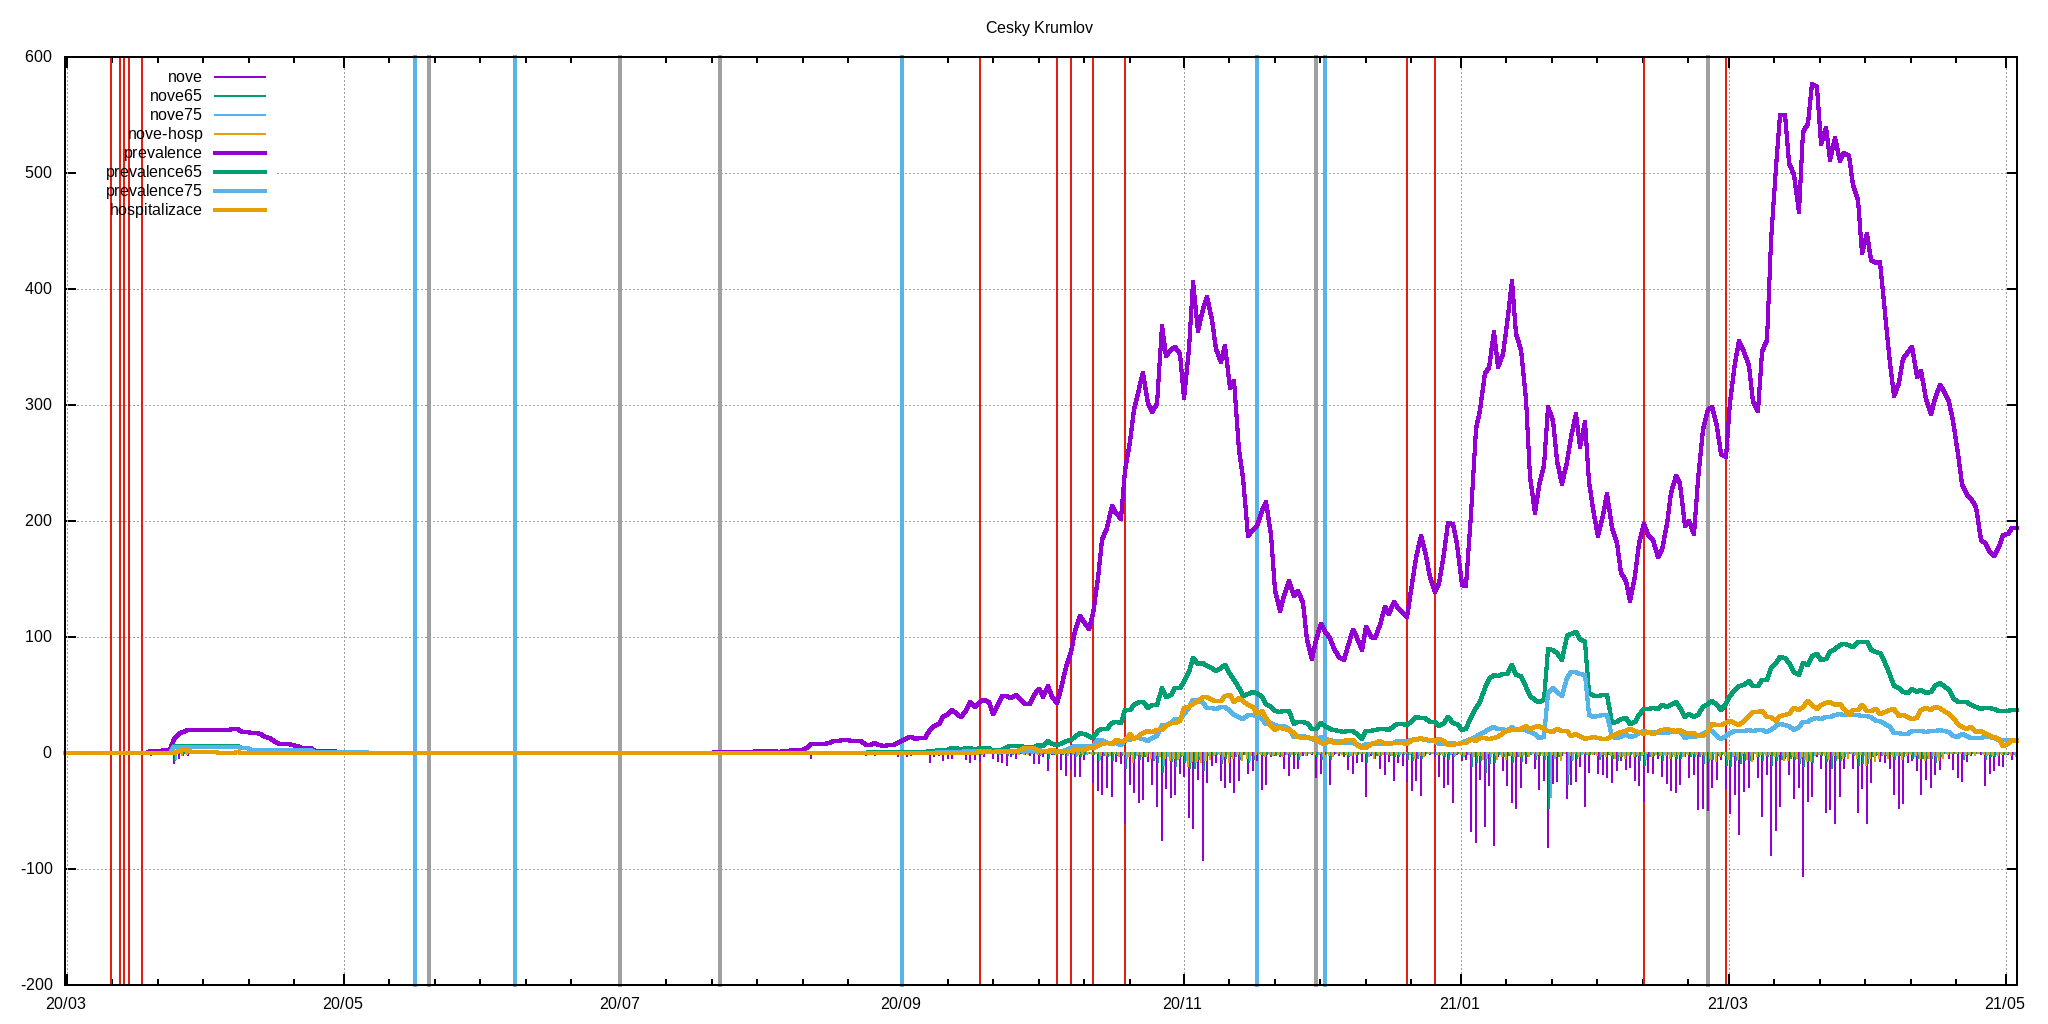 Cesky Krumlov
600
500
400
300
200
100
0
-100
-200
nove
nove65
nove75
nove-hosp
prevalence
prevalence65
prevalence75
hospitalizace
20/03 20/05 20/07 20/09 20/11 21/01 21/03 21/05